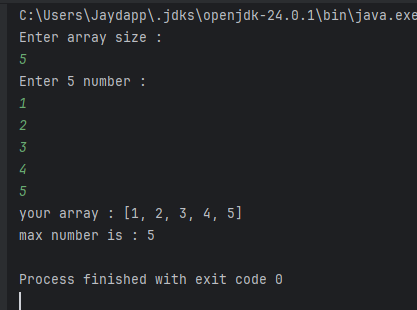 C:\Users\Jaydapp\.jdks\openjdk-24.0.1\bin\java.exe
Enter array size :
5
Enter 5 number :
1
2
3
4
5
your array : [1, 2, 3, 4, 5]
max number is : 5
Process finished with exit code 0